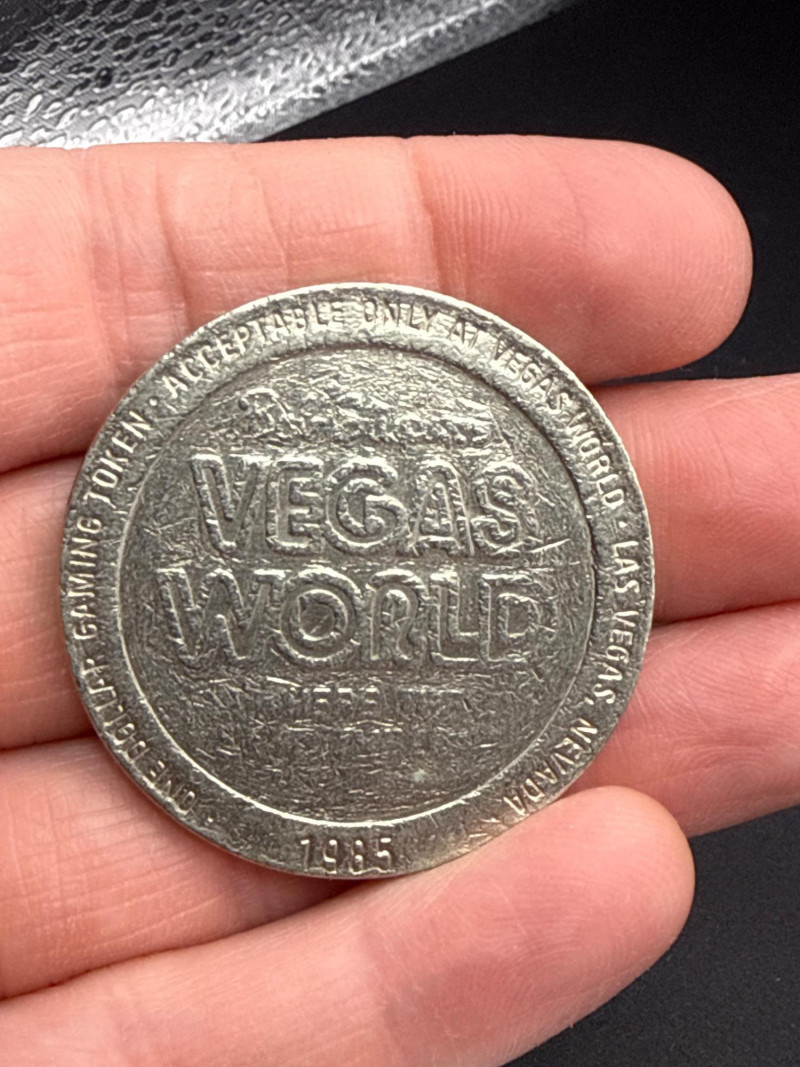 · ACCEPTABLE ONLY AT VEGAS WORLD · LAS VEGAS, NEVADA
· ONE DOLLAR GAMING TOKEN
VEGAS
WORLD
1985